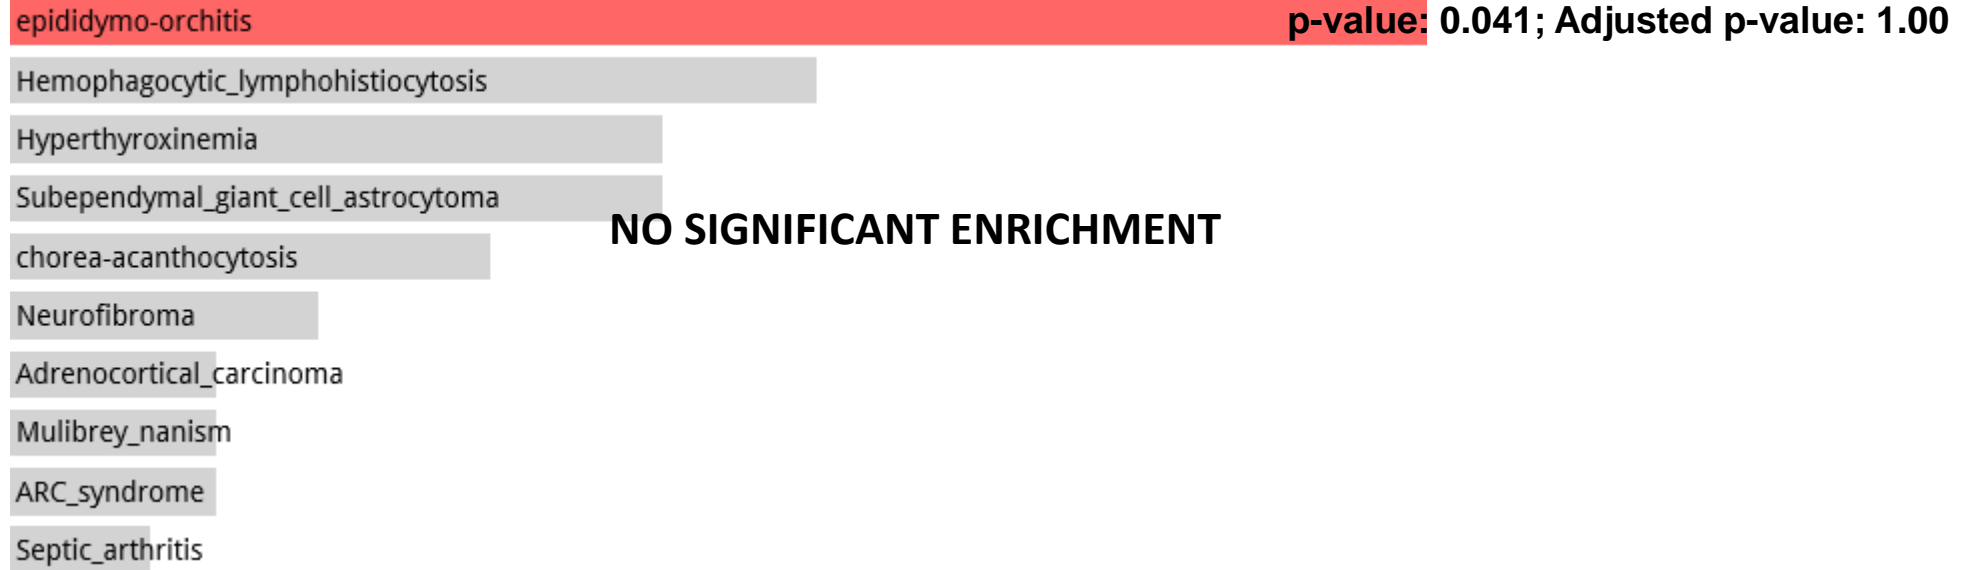 epididymo-orchitis p-value: 0.041; Adjusted p-value: 1.00
Hemophagocytic_lymphohistiocytosis
Hyperthyroxinemia
Subependymal_giant_cell_astrocytoma
NO SIGNIFICANT ENRICHMENT
chorea-acanthocytosis
Neurofibroma
Adrenocortical_carcinoma
Mulibrey_nanism
ARC_syndrome
Septic_arthritis